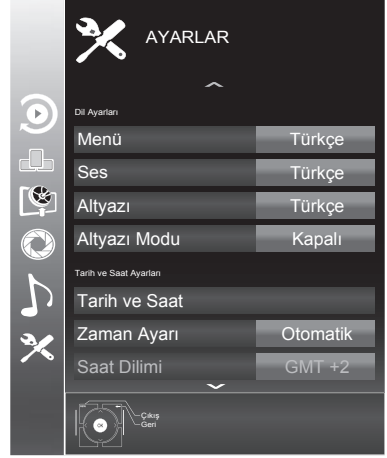 AYARLAR
Dil Ayarları
Menü Türkçe
Ses Türkçe
Altyazı Türkçe
Altyazı Modu Kapalı
Tarih ve Saat Ayarları
Tarih ve Saat
Zaman Ayarı Otomatik
Saat Dilimi GMT +2
OK
Çıkış
Geri